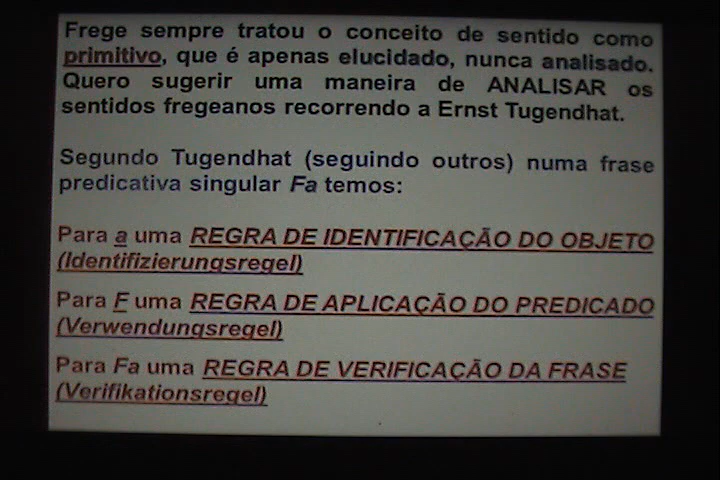 Frege sempre tratou o conceito de sentido como
primitivo, que é apenas elucidado, nunca analisado.
Quero sugerir uma maneira de ANALISAR os
sentidos fregeanos recorrendo a Ernst Tugendhat.
Segundo Tugendhat (seguindo outros) numa frase
predicativa singular Fa temos:
Para a uma REGRA DE IDENTIFICAÇÃO DO OBJETO
(Identifizierungsregel)
Para F uma REGRA DE APLICAÇÃO DO PREDICADO
(Verwendungsregel)
Para Fa uma REGRA DE VERIFICAÇÃO DA FRASE
(Verifikationsregel)